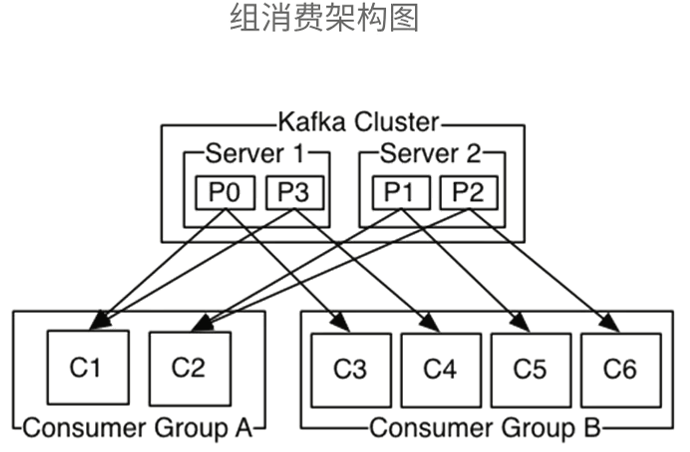 组消费架构图
Kafka Cluster
Server 1 Server 2
P0 P3 P1 P2
C1 C2 C3 C4 C5 C6
Consumer Group A Consumer Group B